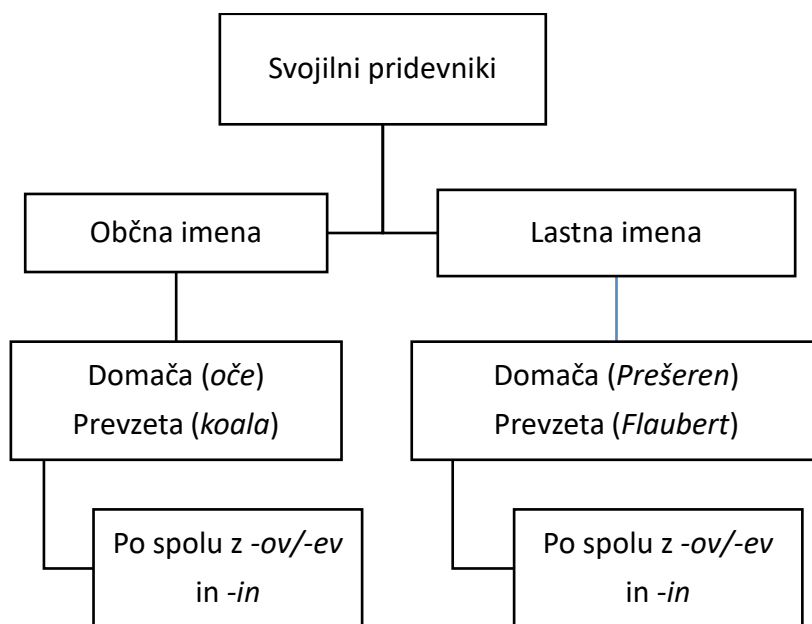 Svojilni pridevniki
Občna imena
Lastna imena
Domača (oče)
Prevzeta (koala)
Domača (Prešeren)
Prevzeta (Flaubert)
Po spolu z -ov/-ev
in -in
Po spolu z -ov/-ev
in -in